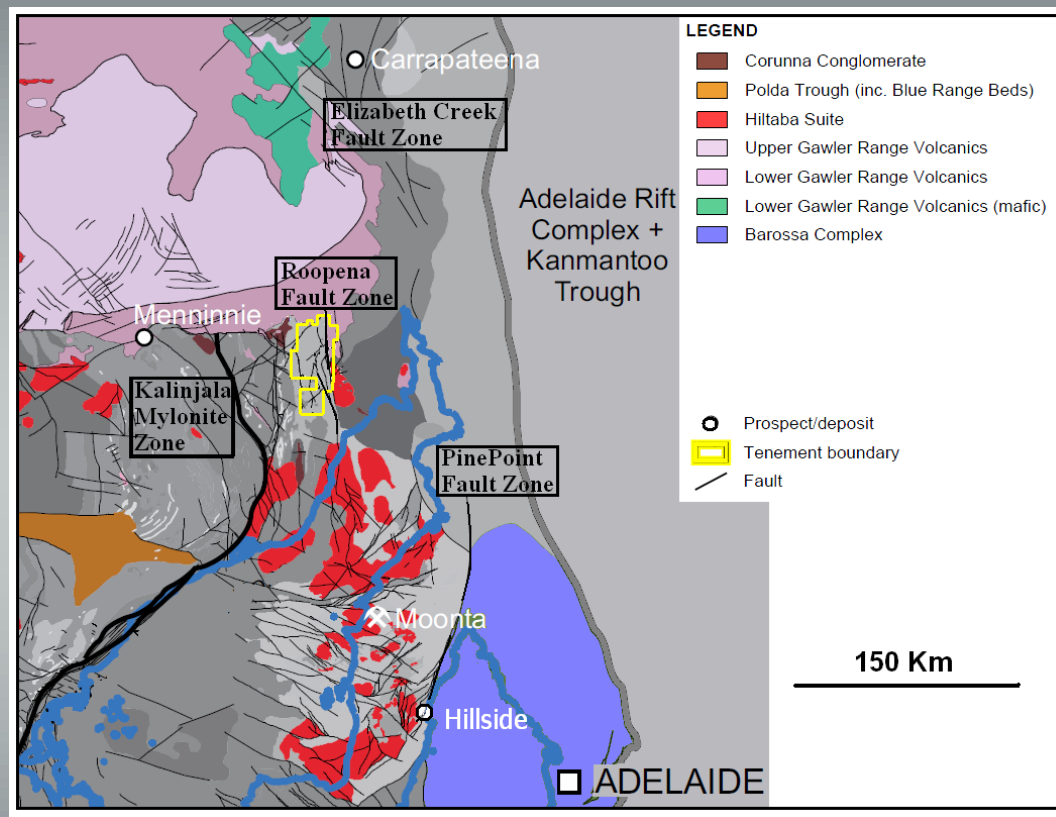 Carrapateena
Elizabeth Creek
Fault Zone
Adelaide Rift
Complex +
Kanmantoo
Trough
Roopena
Fault Zone
Menninnie
Kalinjala
Mylonite
Zone
PinePoint
Fault Zone
Moonta
Hillside
ADELAIDE
LEGEND
Corunna Conglomerate
Polda Trough (inc. Blue Range Beds)
Hiltaba Suite
Upper Gawler Range Volcanics
Lower Gawler Range Volcanics
Lower Gawler Range Volcanics (mafic)
Barossa Complex
Prospect/deposit
Tenement boundary
Fault
150 Km